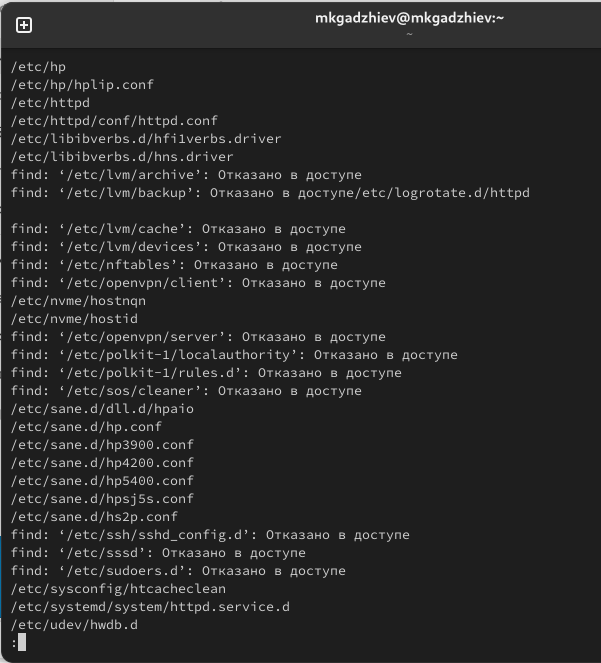 mkgadzhiev@mkgadzhiev:~
~
/etc/hp
/etc/hp/hplip.conf
/etc/httpd
/etc/httpd/conf/httpd.conf
/etc/libibverbs.d/hfi1verbs.driver
/etc/libibverbs.d/hns.driver
find: ‘/etc/lvm/archive’: Отказано в доступе
find: ‘/etc/lvm/backup’: Отказано в доступе/etc/logrotate.d/httpd
find: ‘/etc/lvm/cache’: Отказано в доступе
find: ‘/etc/lvm/devices’: Отказано в доступе
find: ‘/etc/nftables’: Отказано в доступе
find: ‘/etc/openvpn/client’: Отказано в доступе
/etc/nvme/hostnqn
/etc/nvme/hostid
find: ‘/etc/openvpn/server’: Отказано в доступе
find: ‘/etc/polkit-1/localauthority’: Отказано в доступе
find: ‘/etc/polkit-1/rules.d’: Отказано в доступе
find: ‘/etc/sos/cleaner’: Отказано в доступе
/etc/sane.d/dll.d/hpaio
/etc/sane.d/hp.conf
/etc/sane.d/hp3900.conf
/etc/sane.d/hp4200.conf
/etc/sane.d/hp5400.conf
/etc/sane.d/hpsj5s.conf
/etc/sane.d/hs2p.conf
find: ‘/etc/ssh/sshd_config.d’: Отказано в доступе
find: ‘/etc/sssd’: Отказано в доступе
find: ‘/etc/sudoers.d’: Отказано в доступе
/etc/sysconfig/htcacheclean
/etc/systemd/system/httpd.service.d
/etc/udev/hwdb.d
: